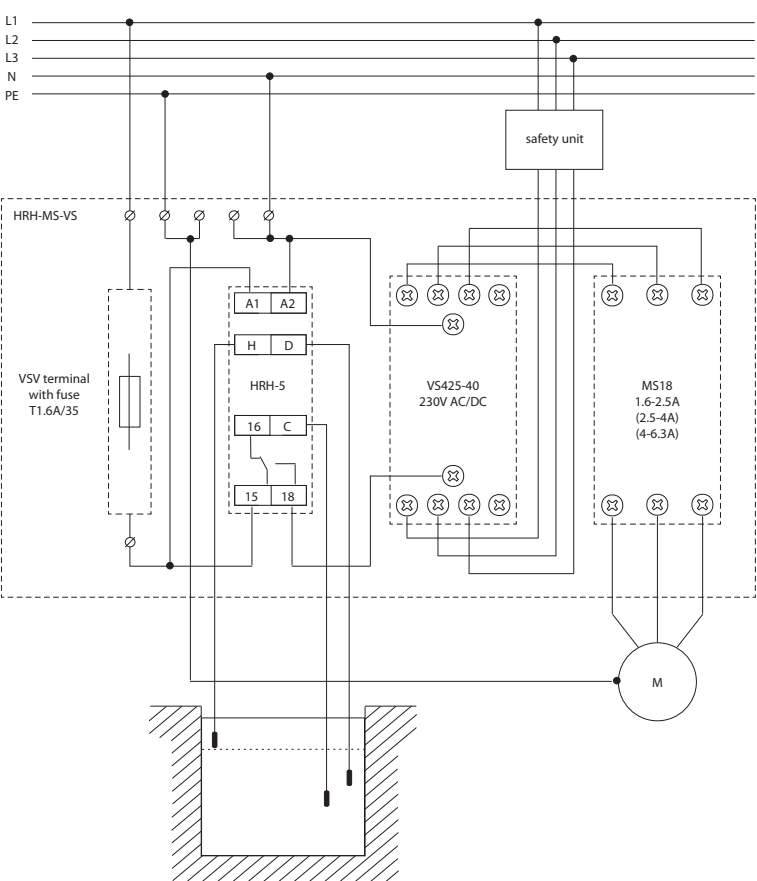 L1
L2
L3
N
PE
safety unit
HRH-MS-VS
A1 A2
H D
VSV terminal
with fuse
T1.6A/35
HRH-5
VS425-40
230V AC/DC
MS18
1.6-2.5A
(2.5-4A)
(4-6.3A)
16 C
15 18
M